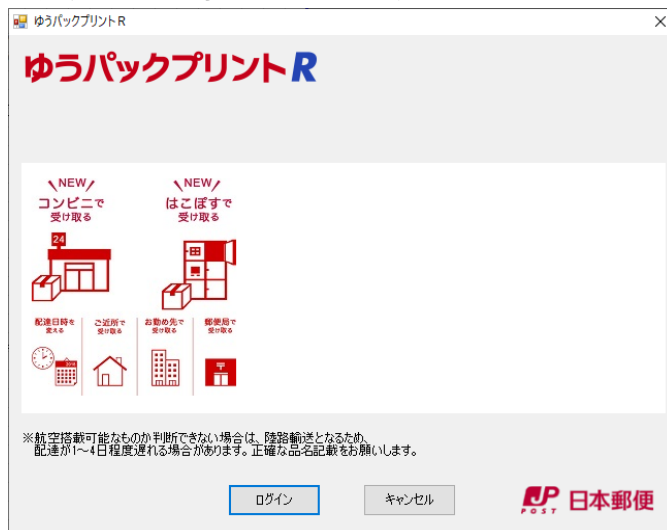 ゆうパックプリントR
ゆうパックプリントR
NEW
コンビニで
受け取る
NEW
はこぽすで
受け取る
24
配達日時を
変える
ご近所で
受け取る
お勤め先で
受け取る
郵便局で
受け取る
〒
※航空搭載可能なものか判断できない場合は、陸路輸送となるため、
配達が1～4日程度遅れる場合があります。正確な品名記載をお願いします。
ログイン
キャンセル
JP
POST
日本郵便